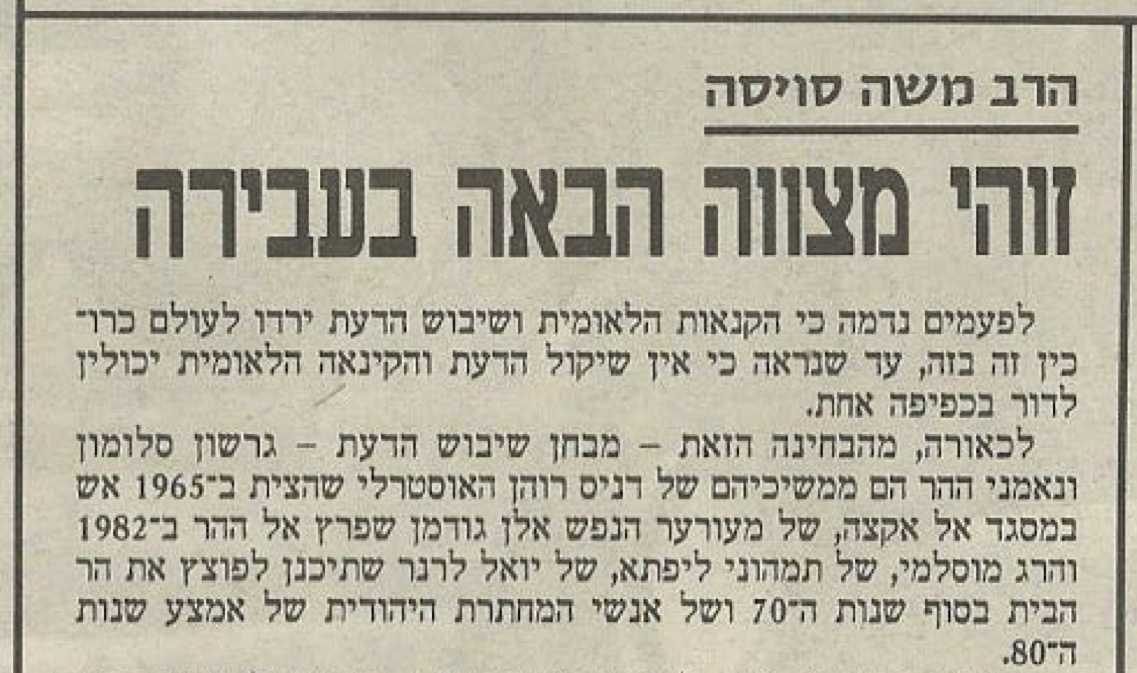 הרב משה סויסה
זוהי מצווה הבאה בעבירה
לפעמים נדמה כי הקנאות הלאומית ושיבוש הדעת ירדו לעולם כרו־
כין זה בזה, עד שנראה כי אין שיקול הדעת והקינאה הלאומית יכולין
לדור בכפיפה אחת.
לכאורה, מהבחינה הזאת – מבחן שיבוש הדעת – גרשון סלומון
ונאמני ההר הם ממשיכיהם של דניס רוהן האוסטרלי שהצית ב־1965 אש
במסגד אל אקצה, של מעורער הנפש אלן גודמן שפרץ אל ההר ב־1982
והרג מוסלמי, של תמהוני ליפתא, של יואל לרנר שתיכנן לפוצץ את הר
הבית בסוף שנות ה־70 ושל אנשי המחתרת היהודית של אמצע שנות
ה־80.